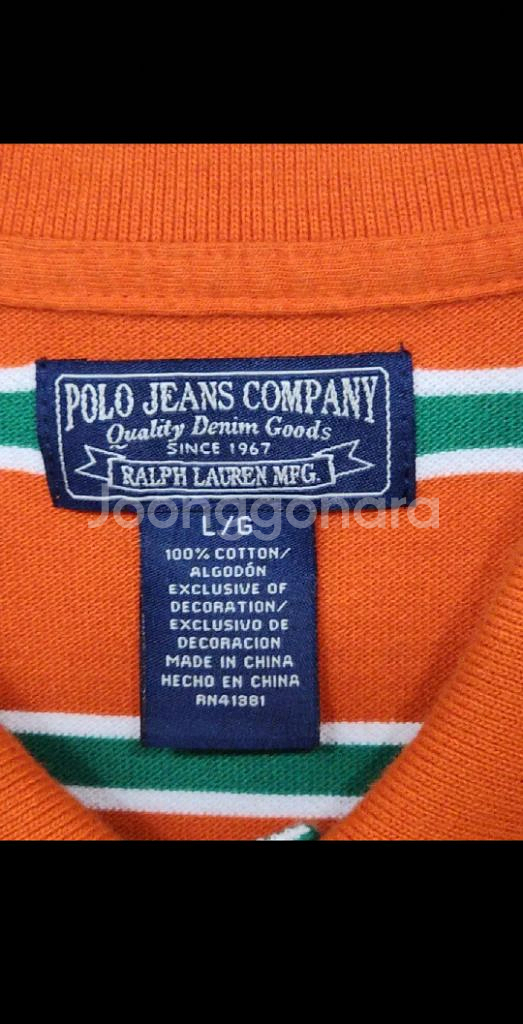 POLO JEANS COMPANY
Quality Denim Goods
SINCE 1967
RALPH LAUREN MFG.
Joonggonara
L/G
100% COTTON/
ALGODÓN
EXCLUSIVE OF
DECORATION/
EXCLUSIVO DE
DECORACION
MADE IN CHINA
HECHO EN CHINA
RN41381